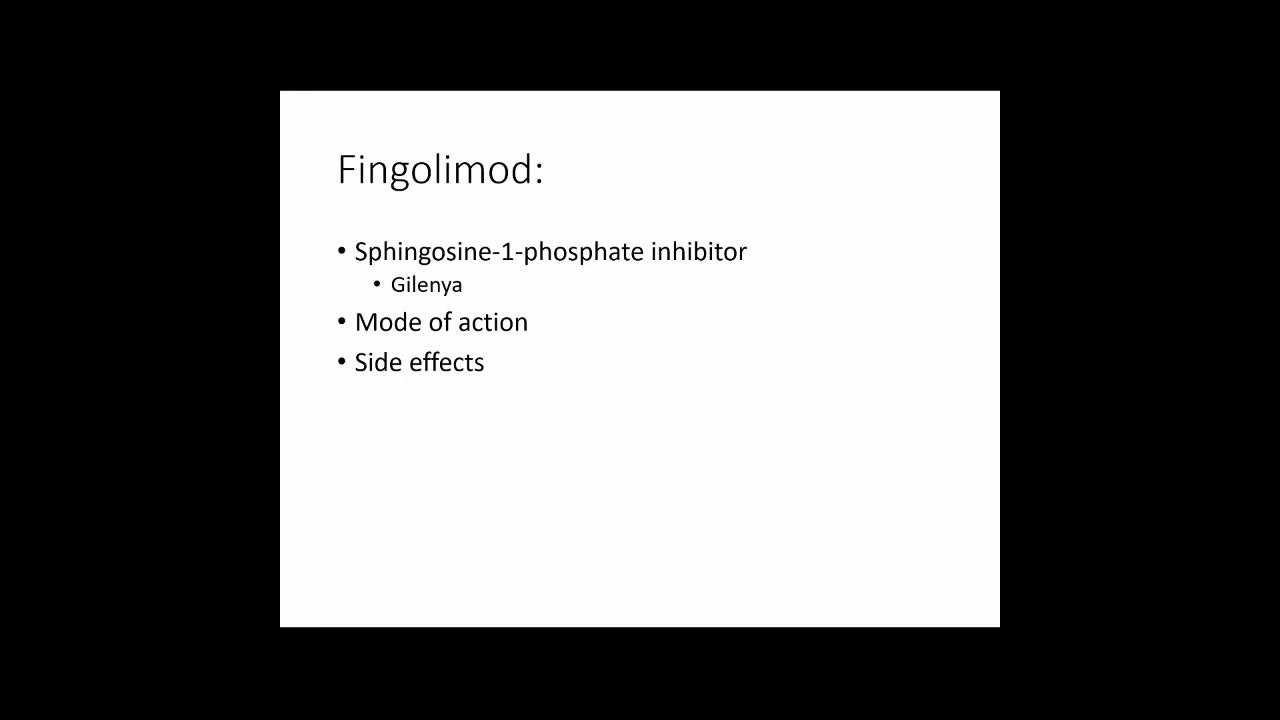 Fingolimod:
• Sphingosine-1-phosphate inhibitor
• Gilenya
• Mode of action
• Side effects